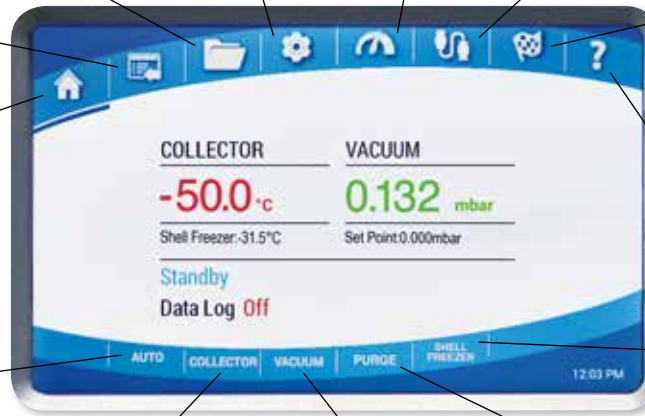 ?
COLLECTOR VACUUM
-50.0 °C 0.132 mbar
Shell Freezer:-31.5°C Set Point:0.000mbar
Standby
Data Log Off
AUTO COLLECTOR VACUUM PURGE SHELL FREEZER
12:03 PM